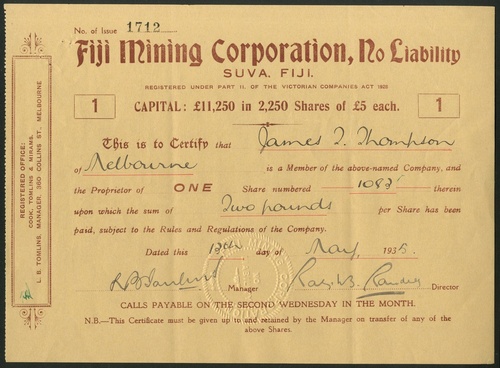 No. of Issue 1712
Fiji Mining Corporation, No Liability
SUVA. FIJI.
REGISTERED UNDER PART II. OF THE VICTORIAN COMPANIES ACT 1928
1 CAPITAL: £11,250 in 2,250 Shares of £5 each. 1
This is to Certify that James T. Thompson
of Melbourne is a Member of the above-named Company, and
the Proprietor of ONE Share numbered 1083 therein
upon which the sum of Two pounds per Share has been
paid, subject to the Rules and Regulations of the Company.
Dated this 13th day of May, 1935.
Manager Director
CALLS PAYABLE ON THE SECOND WEDNESDAY IN THE MONTH.
N.B.—This Certificate must be given up to and retained by the Manager on transfer of any of the
above Shares.
REGISTERED OFFICE:
COOK, TOMLINS & MIRAMS,
L. B. TOMLINS, MANAGER, 360 COLLINS ST., MELBOURNE